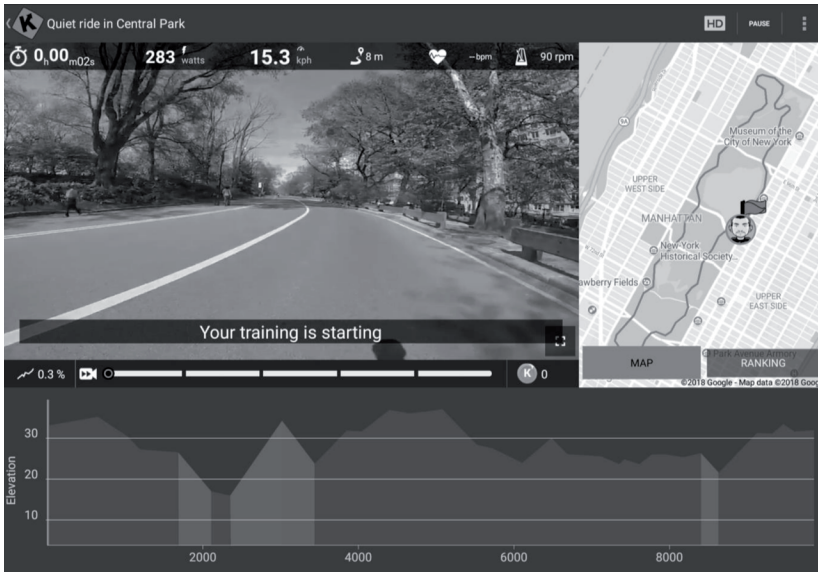 K Quiet ride in Central Park
HD PAUSE
0h00m02s 283 watts 15.3 kph 8 m --bpm 90 rpm
Your training is starting
0.3 % K 0
9A
Museum of the
City of New York
UPPER
WEST SIDE
MANHATTAN
New-York
Historical Society...
awberry Fields
UPPER
EAST SIDE
Park Avenue Armory
MAP RANKING
©2018 Google - Map data ©2018 Goog
Elevation
30
20
10
2000 4000 6000 8000